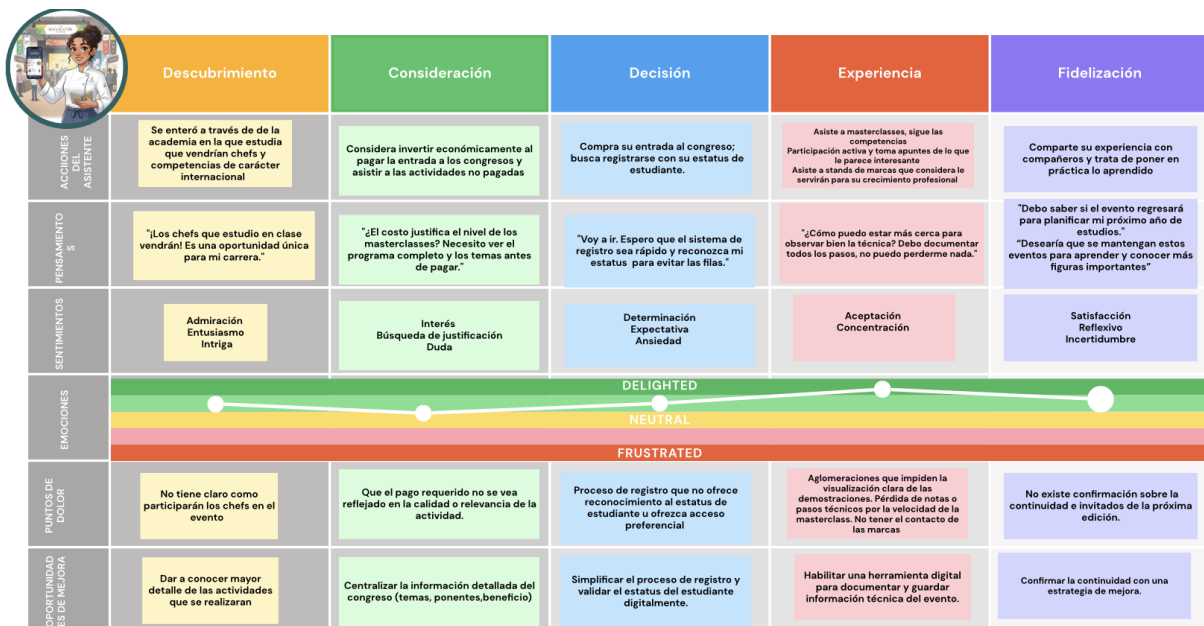 Descubrimiento
Consideración
Decisión
Experiencia
Fidelización
ACCIIONES
DEL
ASISTENTE
Se enteró a través de de la
academia en la que estudia
que vendrían chefs y
competencias de carácter
internacional
Considera invertir económicamente al
pagar la entrada a los congresos y
asistir a las actividades no pagadas
Compra su entrada al congreso;
busca registrarse con su estatus de
estudiante.
Asiste a masterclasses, sigue las
competencias
Participación activa y toma apuntes de lo que
le parece interesante
Asiste a stands de marcas que considera le
servirán para su crecimiento profesional
Comparte su experiencia con
compañeros y trata de poner en
práctica lo aprendido
PENSAMIENTO
S
"¡Los chefs que estudio en clase
vendrán! Es una oportunidad única
para mi carrera."
"¿El costo justifica el nivel de los
masterclasses? Necesito ver el
programa completo y los temas antes
de pagar."
"Voy a ir. Espero que el sistema de
registro sea rápido y reconozca mi
estatus para evitar las filas."
"¿Cómo puedo estar más cerca para
observar bien la técnica? Debo documentar
todos los pasos, no puedo perderme nada."
"Debo saber si el evento regresará
para planificar mi próximo año de
estudios."
“Desearía que se mantengan estos
eventos para aprender y conocer más
figuras importantes”
SENTIMIENTOS
Admiración
Entusiasmo
Intriga
Interés
Búsqueda de justificación
Duda
Determinación
Expectativa
Ansiedad
Aceptación
Concentración
Satisfacción
Reflexivo
Incertidumbre
EMOCIONES
DELIGHTED
NEUTRAL
FRUSTRATED
PUNTOS DE
DOLOR
No tiene claro como
participarán los chefs en el
evento
Que el pago requerido no se vea
reflejado en la calidad o relevancia de la
actividad.
Proceso de registro que no ofrece
reconocimiento al estatus de
estudiante u ofrezca acceso
preferencial
Aglomeraciones que impiden la
visualización clara de las
demostraciones. Pérdida de notas o
pasos técnicos por la velocidad de la
masterclass. No tener el contacto de
las marcas
No existe confirmación sobre la
continuidad e invitados de la próxima
edición.
OPORTUNIDAD
ES DE MEJORA
Dar a conocer mayor
detalle de las actividades
que se realizaran
Centralizar la información detallada del
congreso (temas, ponentes,beneficio)
Simplificar el proceso de registro y
validar el estatus del estudiante
digitalmente.
Habilitar una herramienta digital
para documentar y guardar
información técnica del evento.
Confirmar la continuidad con una
estrategia de mejora.